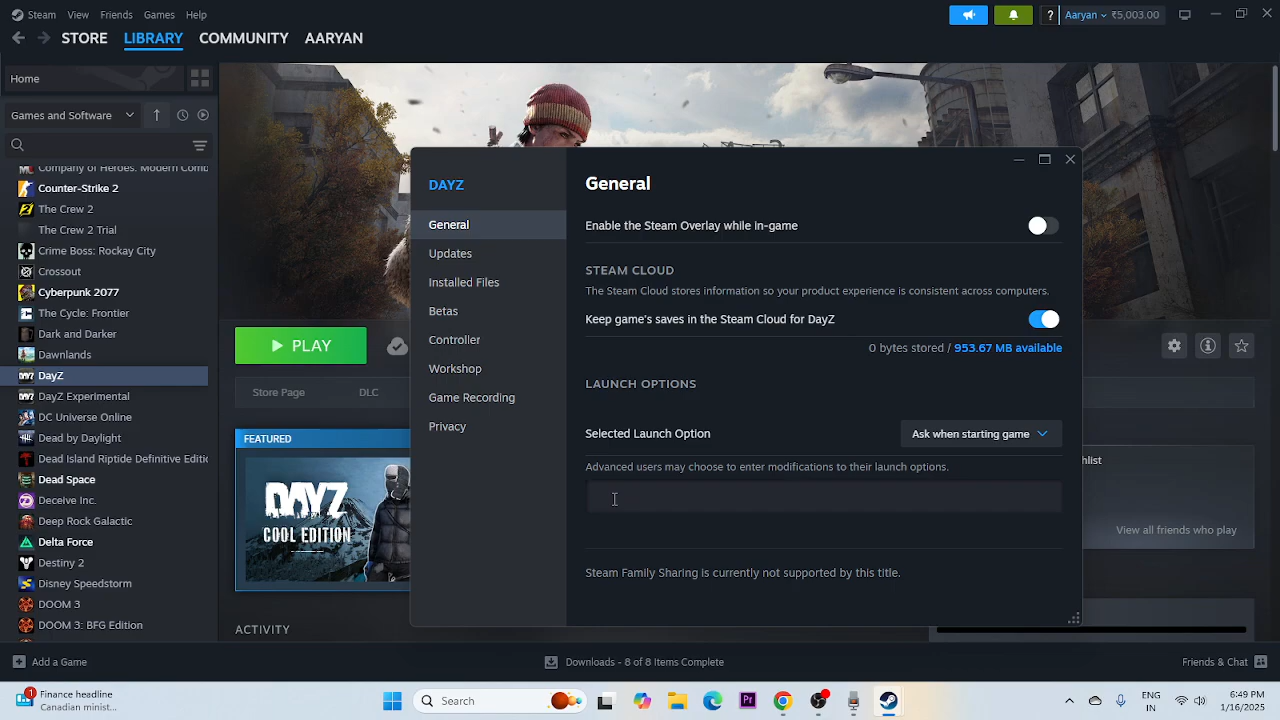 Steam View Friends Games Help
? Aaryan ₹5,003.00
STORE LIBRARY COMMUNITY AARYAN
Home
Games and Software
Company of Heroes: Modern Comb
Counter-Strike 2
The Crew 2
The Crew 2 Trial
Crime Boss: Rockay City
Crossout
Cyberpunk 2077
The Cycle: Frontier
Dark and Darker
Dawnlands
DayZ
DayZ Experimental
DC Universe Online
Dead by Daylight
Dead Island Riptide Definitive Editic
Dead Space
Deceive Inc.
Deep Rock Galactic
Delta Force
Destiny 2
Disney Speedstorm
DOOM 3
DOOM 3: BFG Edition
PLAY
Store Page DLC
FEATURED
DAYZ
COOL EDITION
ACTIVITY
DAYZ
General
Updates
Installed Files
Betas
Controller
Workshop
Game Recording
Privacy
General
Enable the Steam Overlay while in-game
STEAM CLOUD
The Steam Cloud stores information so your product experience is consistent across computers.
Keep game's saves in the Steam Cloud for DayZ
0 bytes stored / 953.67 MB available
LAUNCH OPTIONS
Selected Launch Option Ask when starting game
Advanced users may choose to enter modifications to their launch options.
Steam Family Sharing is currently not supported by this title.
hlist
View all friends who play
Add a Game Downloads - 8 of 8 Items Complete Friends & Chat
1 Finance headline
Canadian minist...
Search
Pr
ENG
IN
6:49 PM
1/16/2025